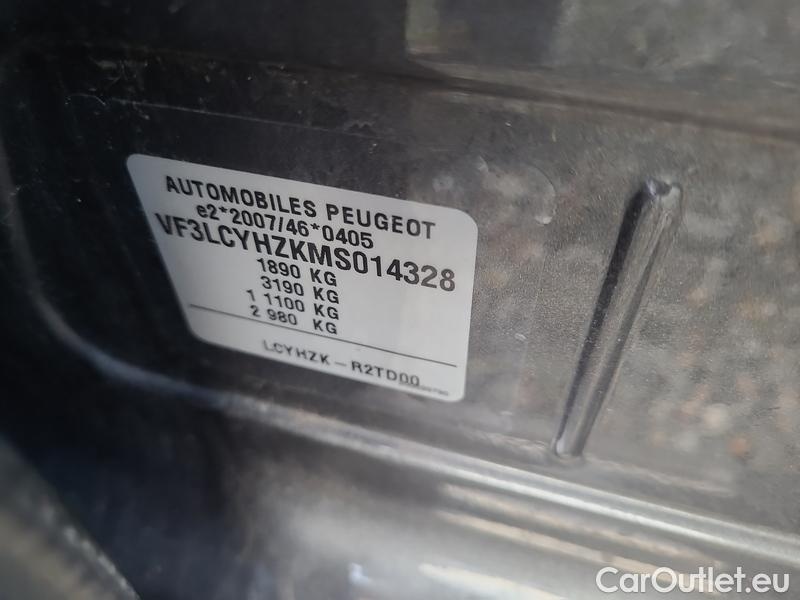 AUTOMOBILES PEUGEOT
e2*2007/46*0405
VF3LCYHZKMS014328
1890 KG
3190 KG
1 1100 KG
2 980 KG
LCYHZK - R2TD00
CarOutlet.eu